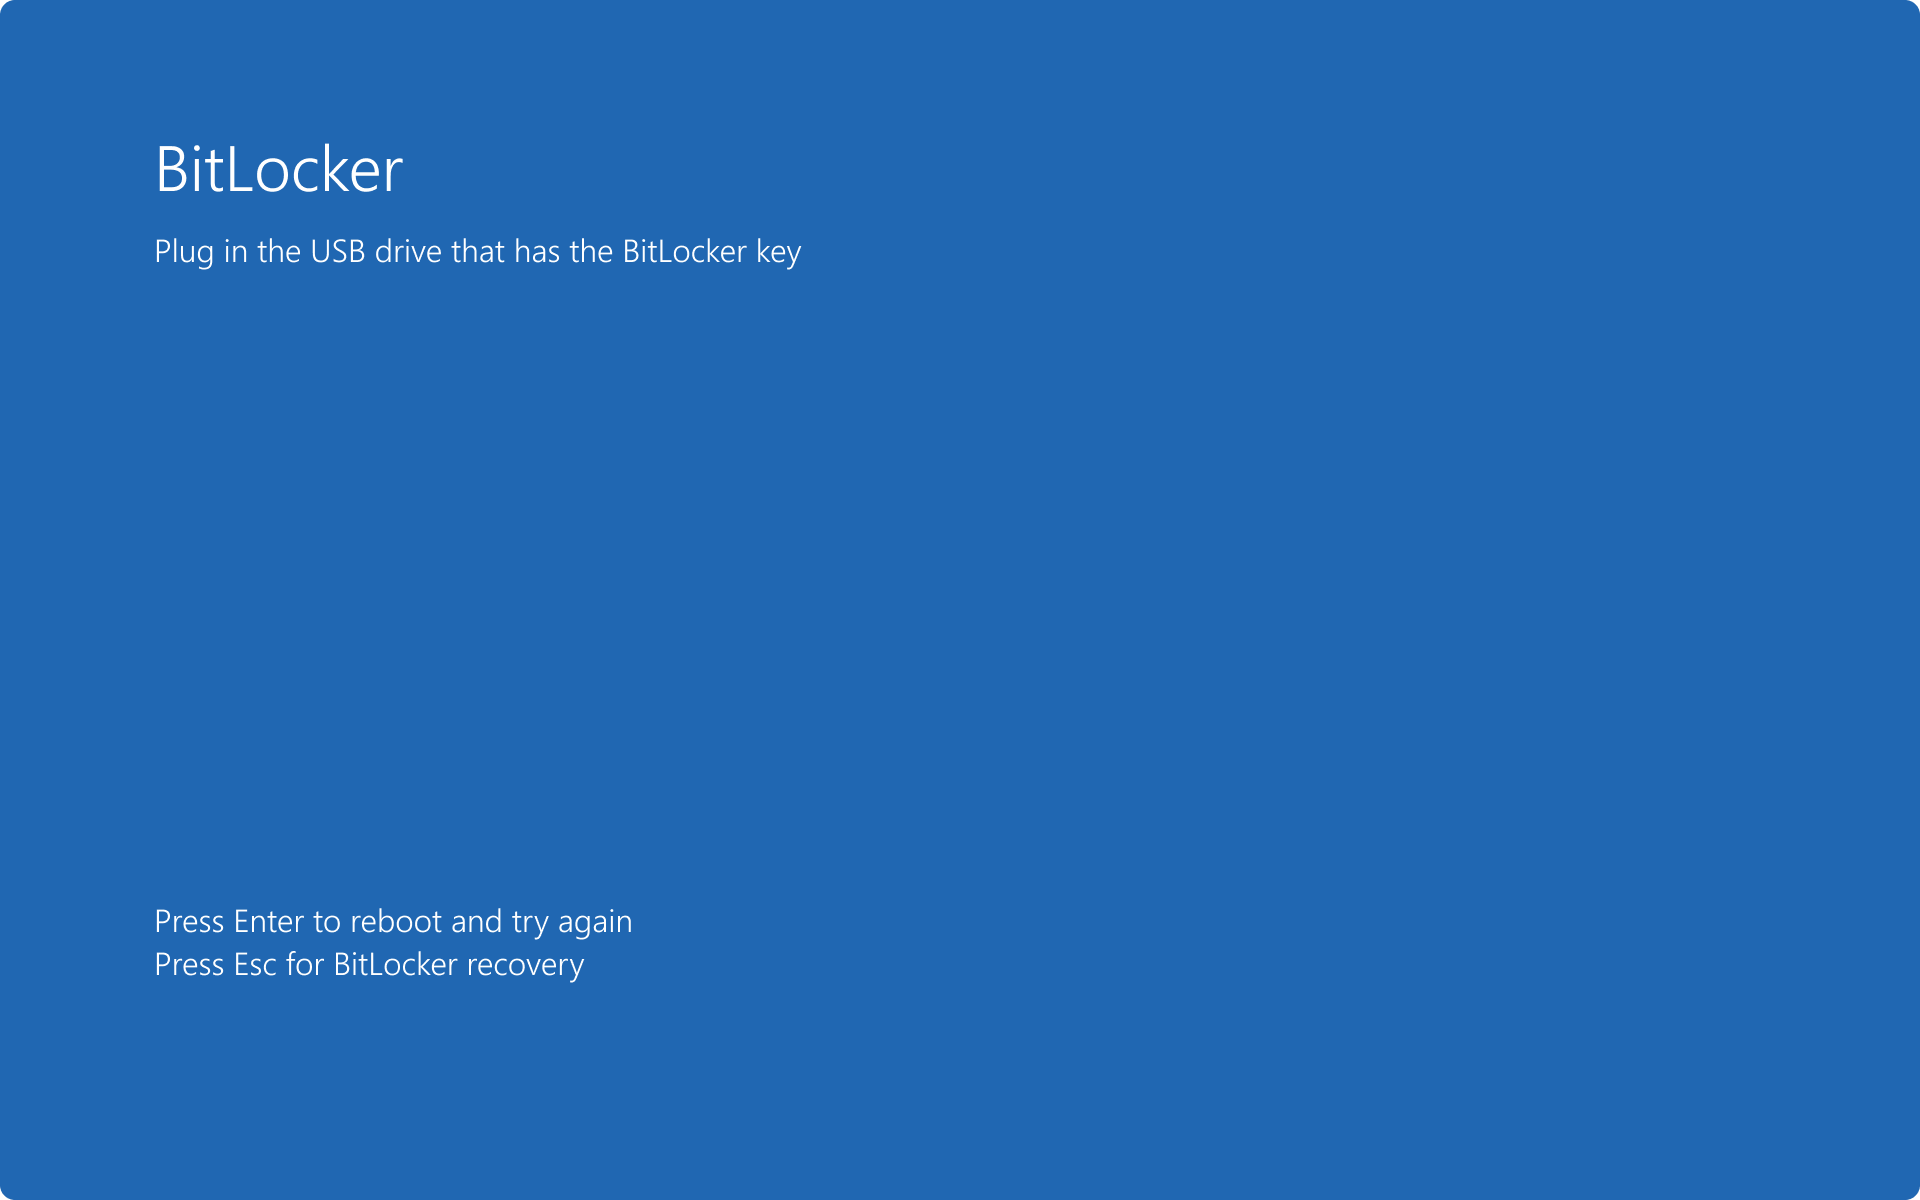 BitLocker
Plug in the USB drive that has the BitLocker key
Press Enter to reboot and try again
Press Esc for BitLocker recovery